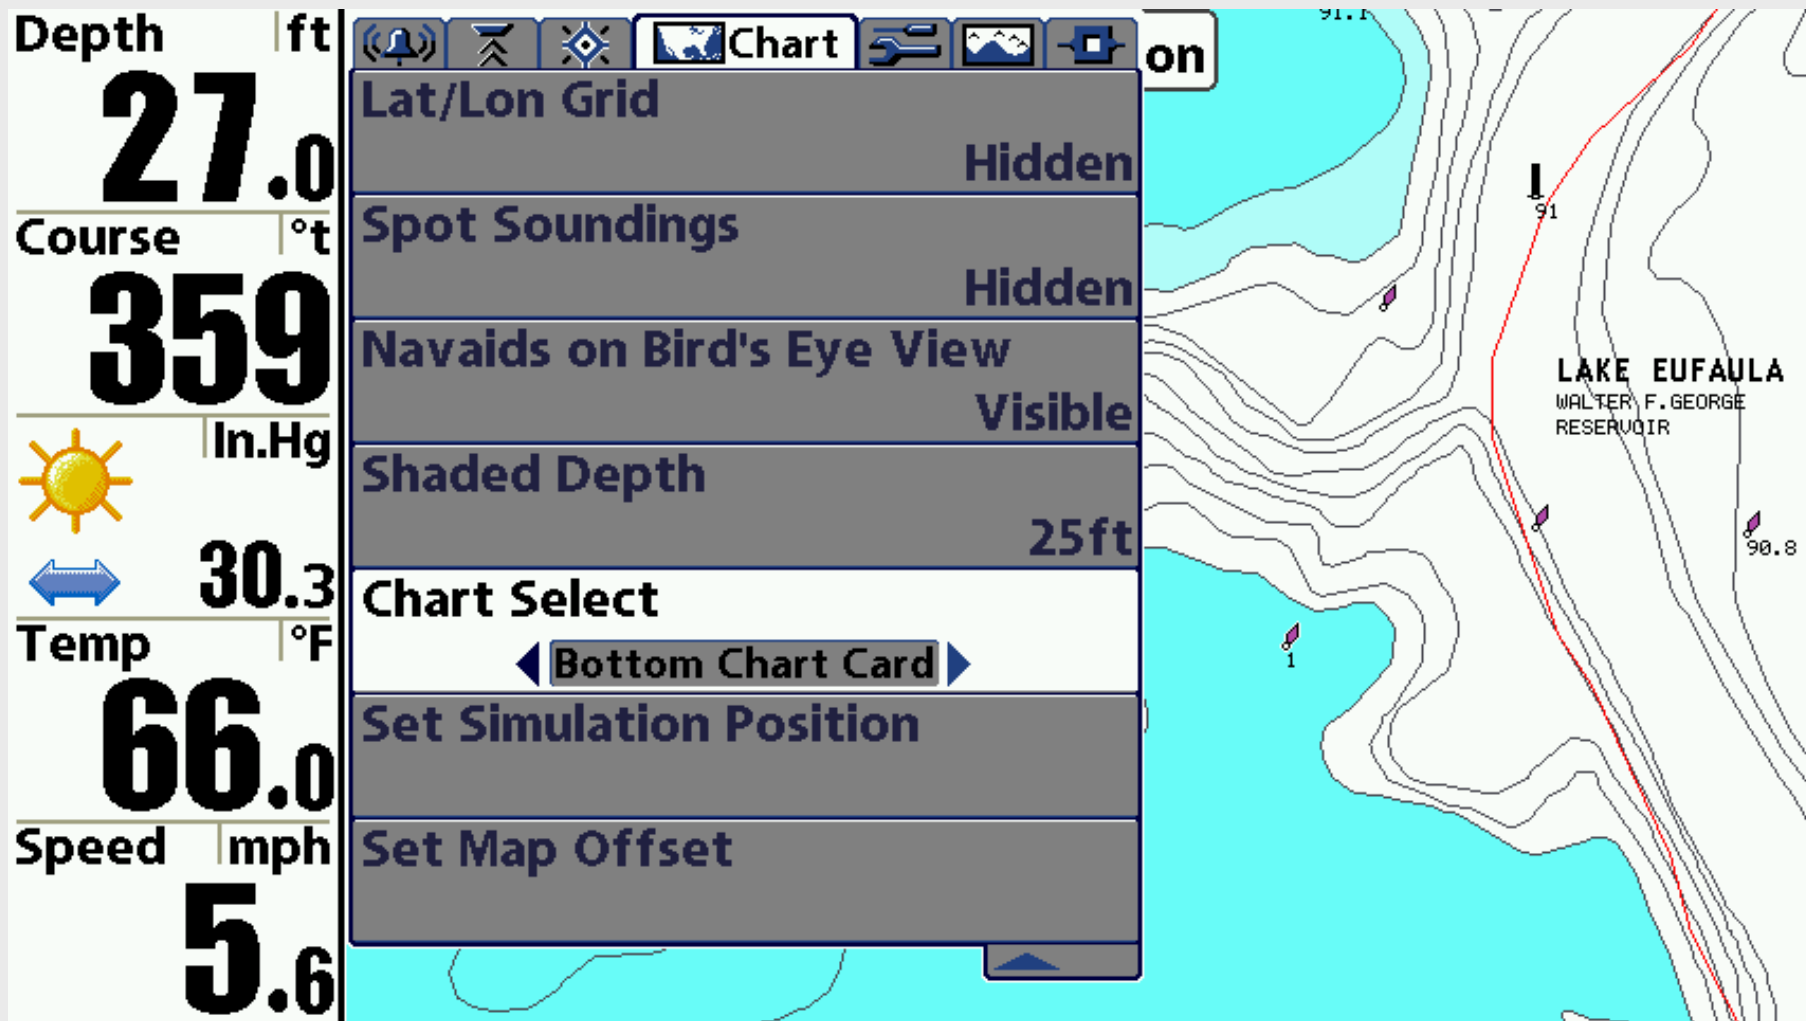 Depth ft
27.0
Course °t
359
In.Hg
30.3
Temp °F
66.0
Speed mph
5.6
Chart
Lat/Lon Grid
Hidden
Spot Soundings
Hidden
Navaids on Bird's Eye View
Visible
Shaded Depth
25ft
Chart Select
Bottom Chart Card
Set Simulation Position
Set Map Offset
on
91
LAKE EUFAULA
WALTER F.GEORGE
RESERVOIR
90.8
1